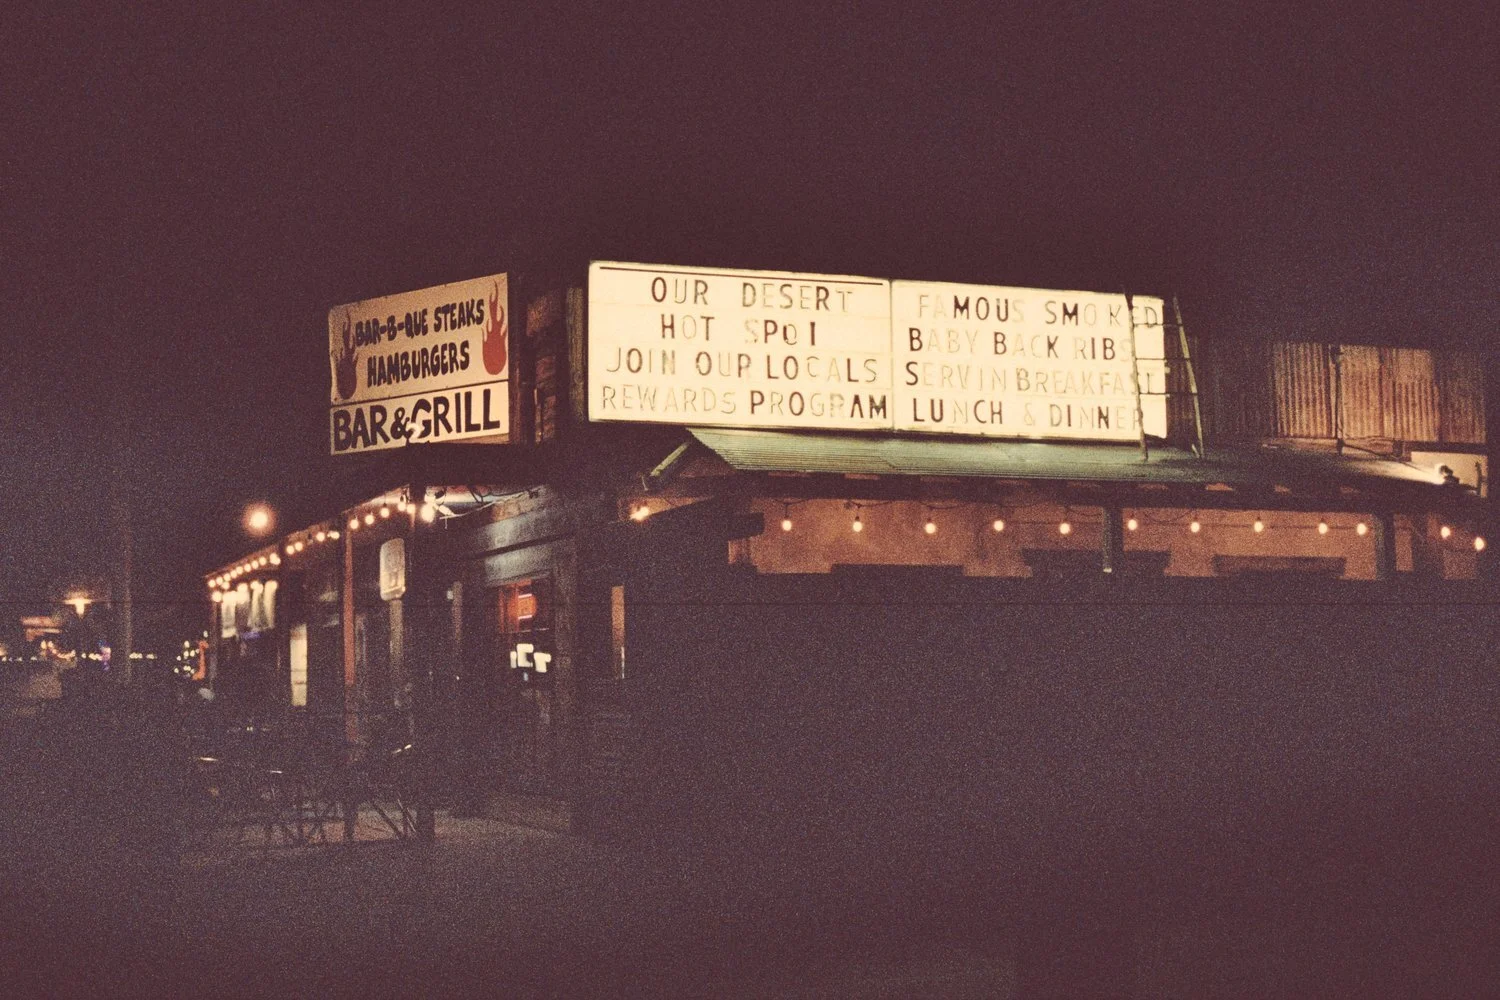 BAR-B-QUE STEAKS
HAMBURGERS
BAR & GRILL
OUR DESERT
HOT SPOT
JOIN OUR LOCALS
REWARDS PROGRAM
FAMOUS SMOKED
BABY BACK RIBS
SERVIN BREAKFAST
LUNCH & DINNER